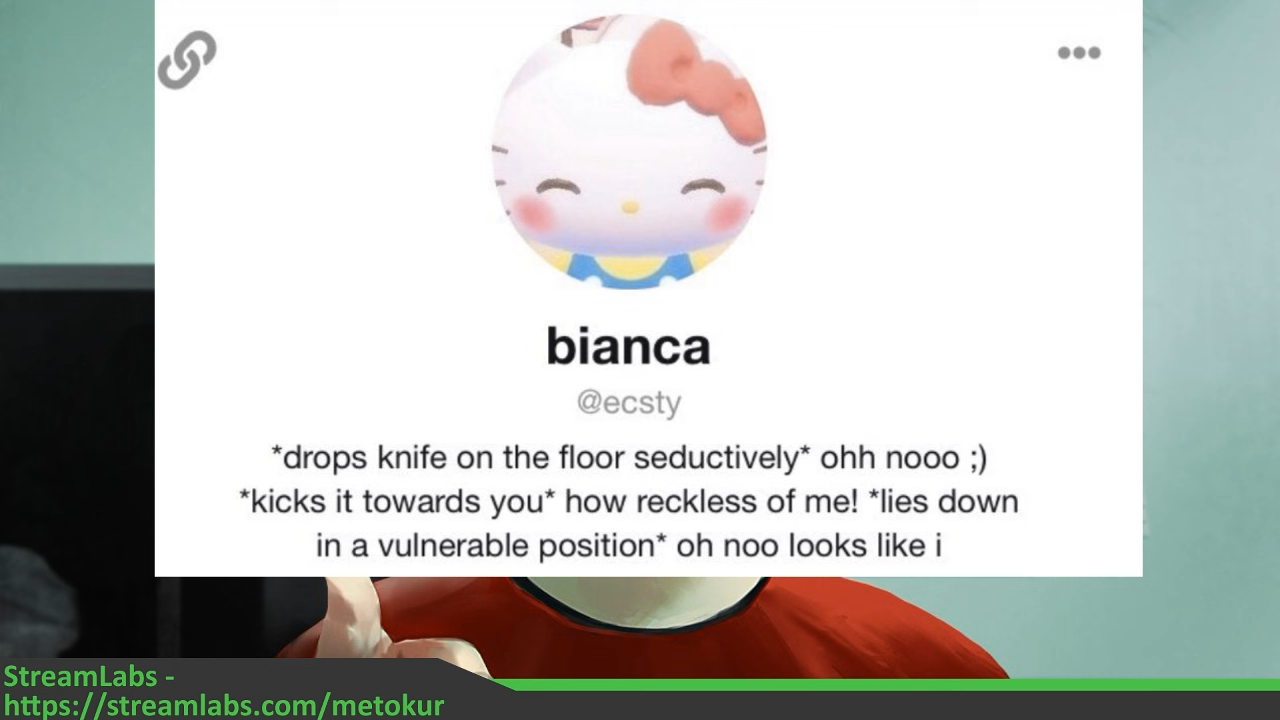 bianca
@ecsty
*drops knife on the floor seductively* ohh nooo ;)
*kicks it towards you* how reckless of me! *lies down
in a vulnerable position* oh noo looks like i
StreamLabs -
https://streamlabs.com/metokur